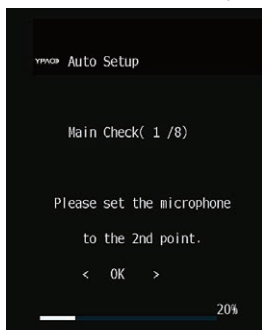 YPAO Auto Setup
Main Check( 1 /8)
Please set the microphone
to the 2nd point.
< OK >
20%